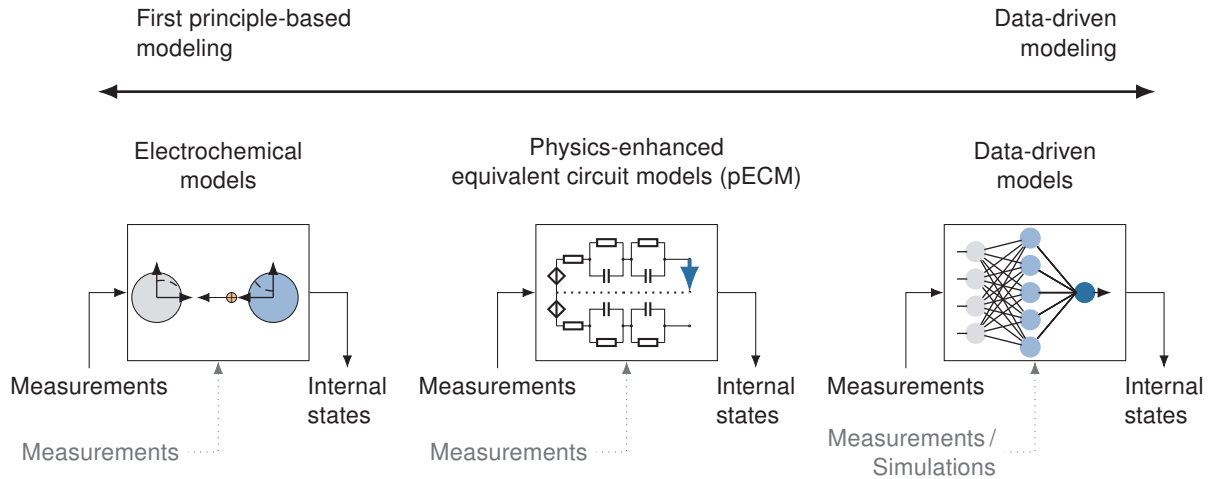 First principle-based
modeling
Data-driven
modeling
Electrochemical
models
Physics-enhanced
equivalent circuit models (pECM)
Data-driven
models
Measurements
Internal
states
Measurements
Measurements
Internal
states
Measurements
Measurements
Internal
states
Measurements /
Simulations